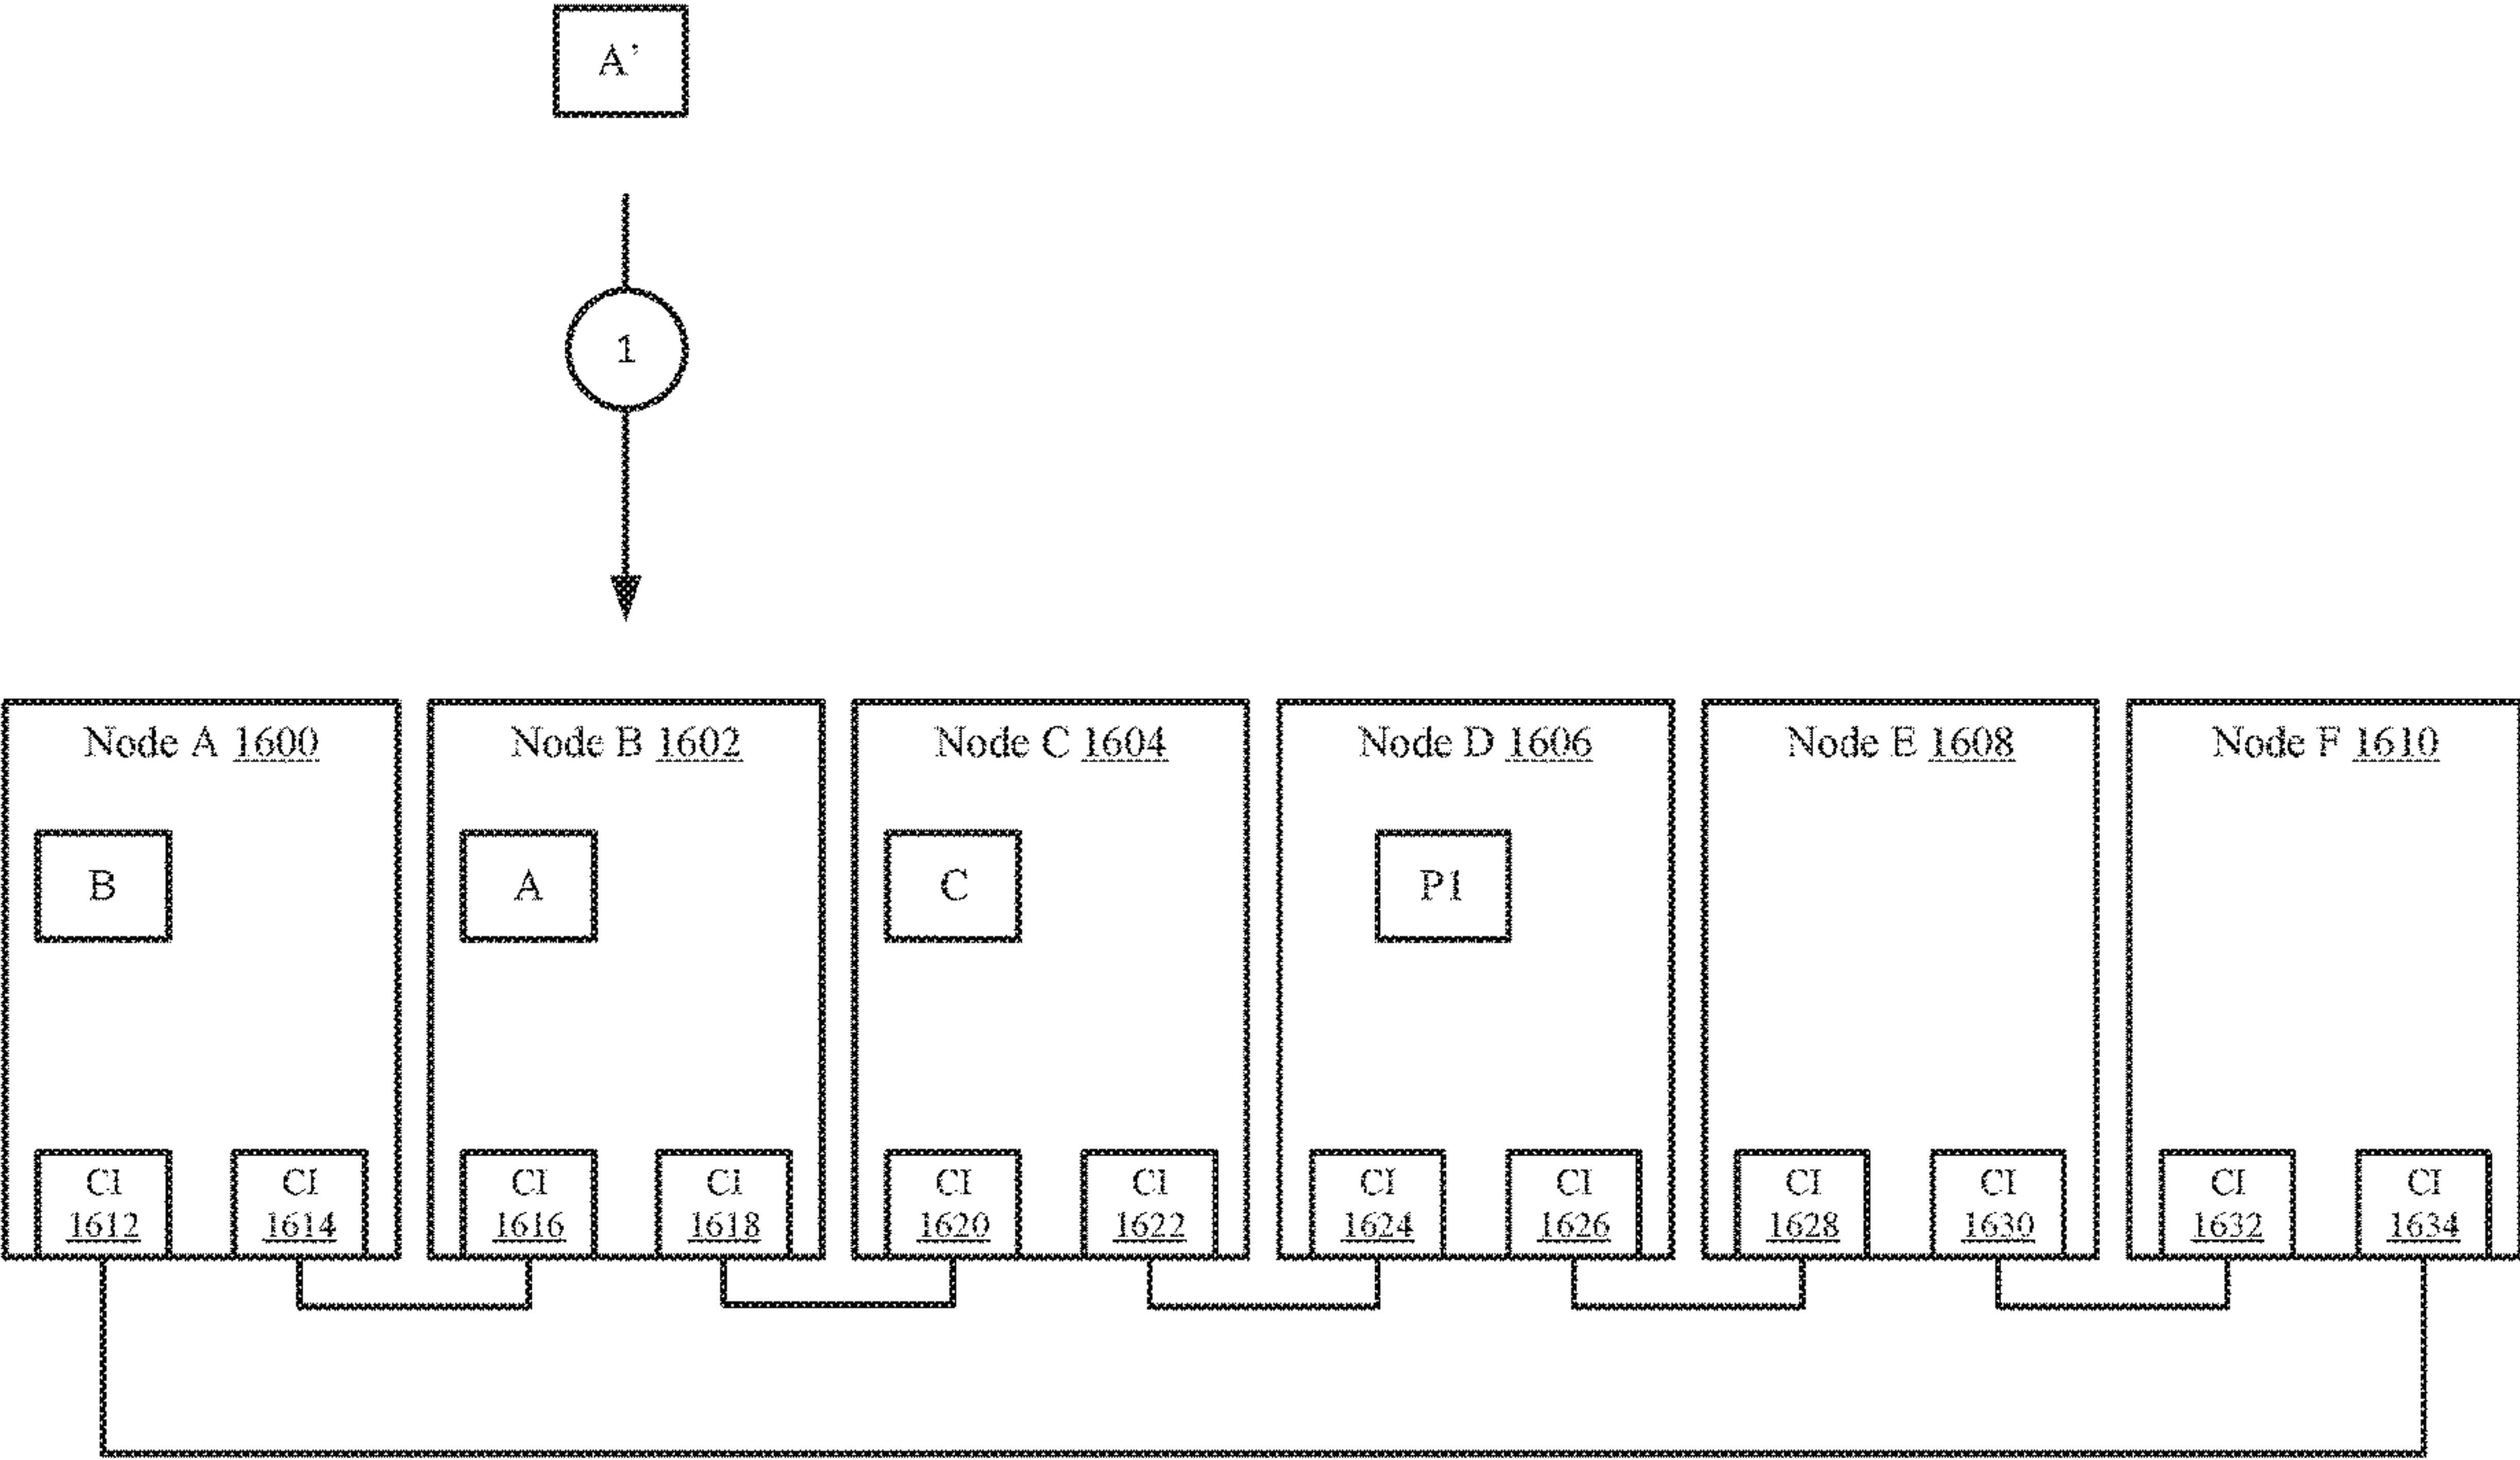 A'
1
Node A 1600
Node B 1602
Node C 1604
Node D 1606
Node E 1608
Node F 1610
B
A
C
P1
CI
1612
CI
1614
CI
1616
CI
1618
CI
1620
CI
1622
CI
1624
CI
1626
CI
1628
CI
1630
CI
1632
CI
1634